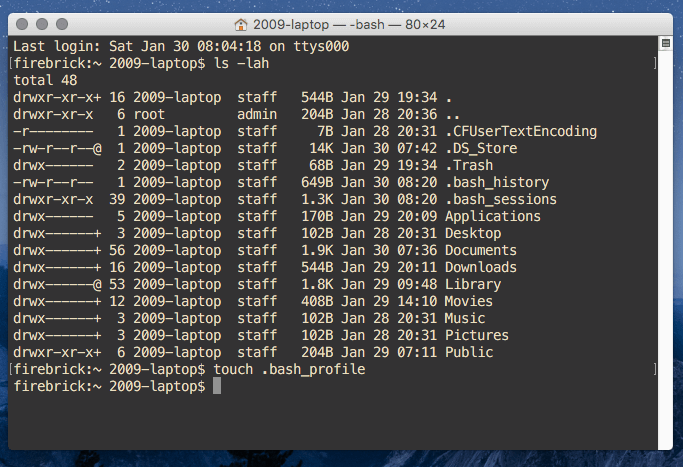 2009-laptop — -bash — 80×24
Last login: Sat Jan 30 08:04:18 on ttys000
[firebrick:~ 2009-laptop$ ls -lah ]
total 48
drwxr-xr-x+ 16 2009-laptop  staff   544B Jan 29 19:34 .
drwxr-xr-x   6 root         admin   204B Jan 28 20:36 ..
-r--------   1 2009-laptop  staff     7B Jan 28 20:31 .CFUserTextEncoding
-rw-r--r--@  1 2009-laptop  staff    14K Jan 30 07:42 .DS_Store
drwx------   2 2009-laptop  staff    68B Jan 29 19:34 .Trash
-rw-r--r--   1 2009-laptop  staff   649B Jan 30 08:20 .bash_history
drwxr-xr-x  39 2009-laptop  staff   1.3K Jan 30 08:20 .bash_sessions
drwx------   5 2009-laptop  staff   170B Jan 29 20:09 Applications
drwx------+  3 2009-laptop  staff   102B Jan 28 20:31 Desktop
drwx------+ 56 2009-laptop  staff   1.9K Jan 30 07:36 Documents
drwx------+ 16 2009-laptop  staff   544B Jan 29 20:11 Downloads
drwx------@ 53 2009-laptop  staff   1.8K Jan 29 09:48 Library
drwx------+ 12 2009-laptop  staff   408B Jan 29 14:10 Movies
drwx------+  3 2009-laptop  staff   102B Jan 28 20:31 Music
drwx------+  3 2009-laptop  staff   102B Jan 28 20:31 Pictures
drwxr-xr-x+  6 2009-laptop  staff   204B Jan 29 07:11 Public
[firebrick:~ 2009-laptop$ touch .bash_profile ]
firebrick:~ 2009-laptop$